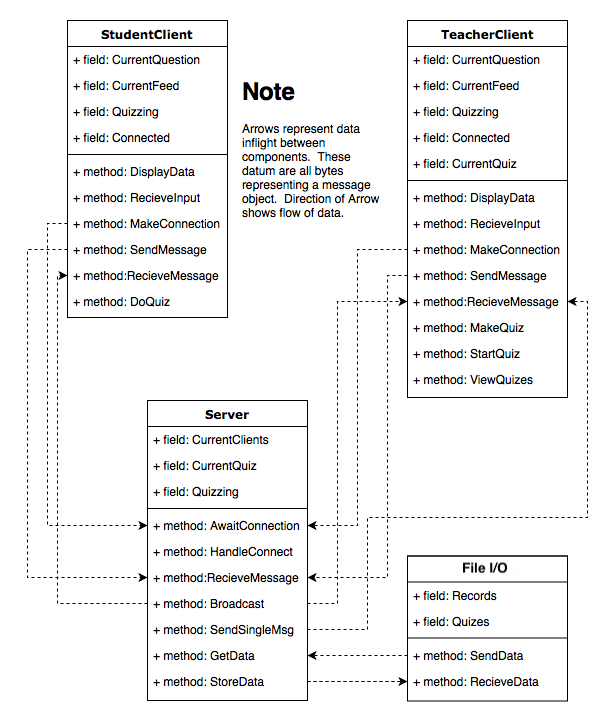 StudentClient
+ field: CurrentQuestion
+ field: CurrentFeed
+ field: Quizzing
+ field: Connected
+ method: DisplayData
+ method: RecieveInput
+ method: MakeConnection
+ method: SendMessage
+ method:RecieveMessage
+ method: DoQuiz
Note
Arrows represent data
inflight between
components. These
datum are all bytes
representing a message
object. Direction of Arrow
shows flow of data.
TeacherClient
+ field: CurrentQuestion
+ field: CurrentFeed
+ field: Quizzing
+ field: Connected
+ field: CurrentQuiz
+ method: DisplayData
+ method: RecieveInput
+ method: MakeConnection
+ method: SendMessage
+ method:RecieveMessage
+ method: MakeQuiz
+ method: StartQuiz
+ method: ViewQuizes
Server
+ field: CurrentClients
+ field: CurrentQuiz
+ field: Quizzing
+ method: AwaitConnection
+ method: HandleConnect
+ method:RecieveMessage
+ method: Broadcast
+ method: SendSingleMsg
+ method: GetData
+ method: StoreData
File I/O
+ field: Records
+ field: Quizes
+ method: SendData
+ method: RecieveData